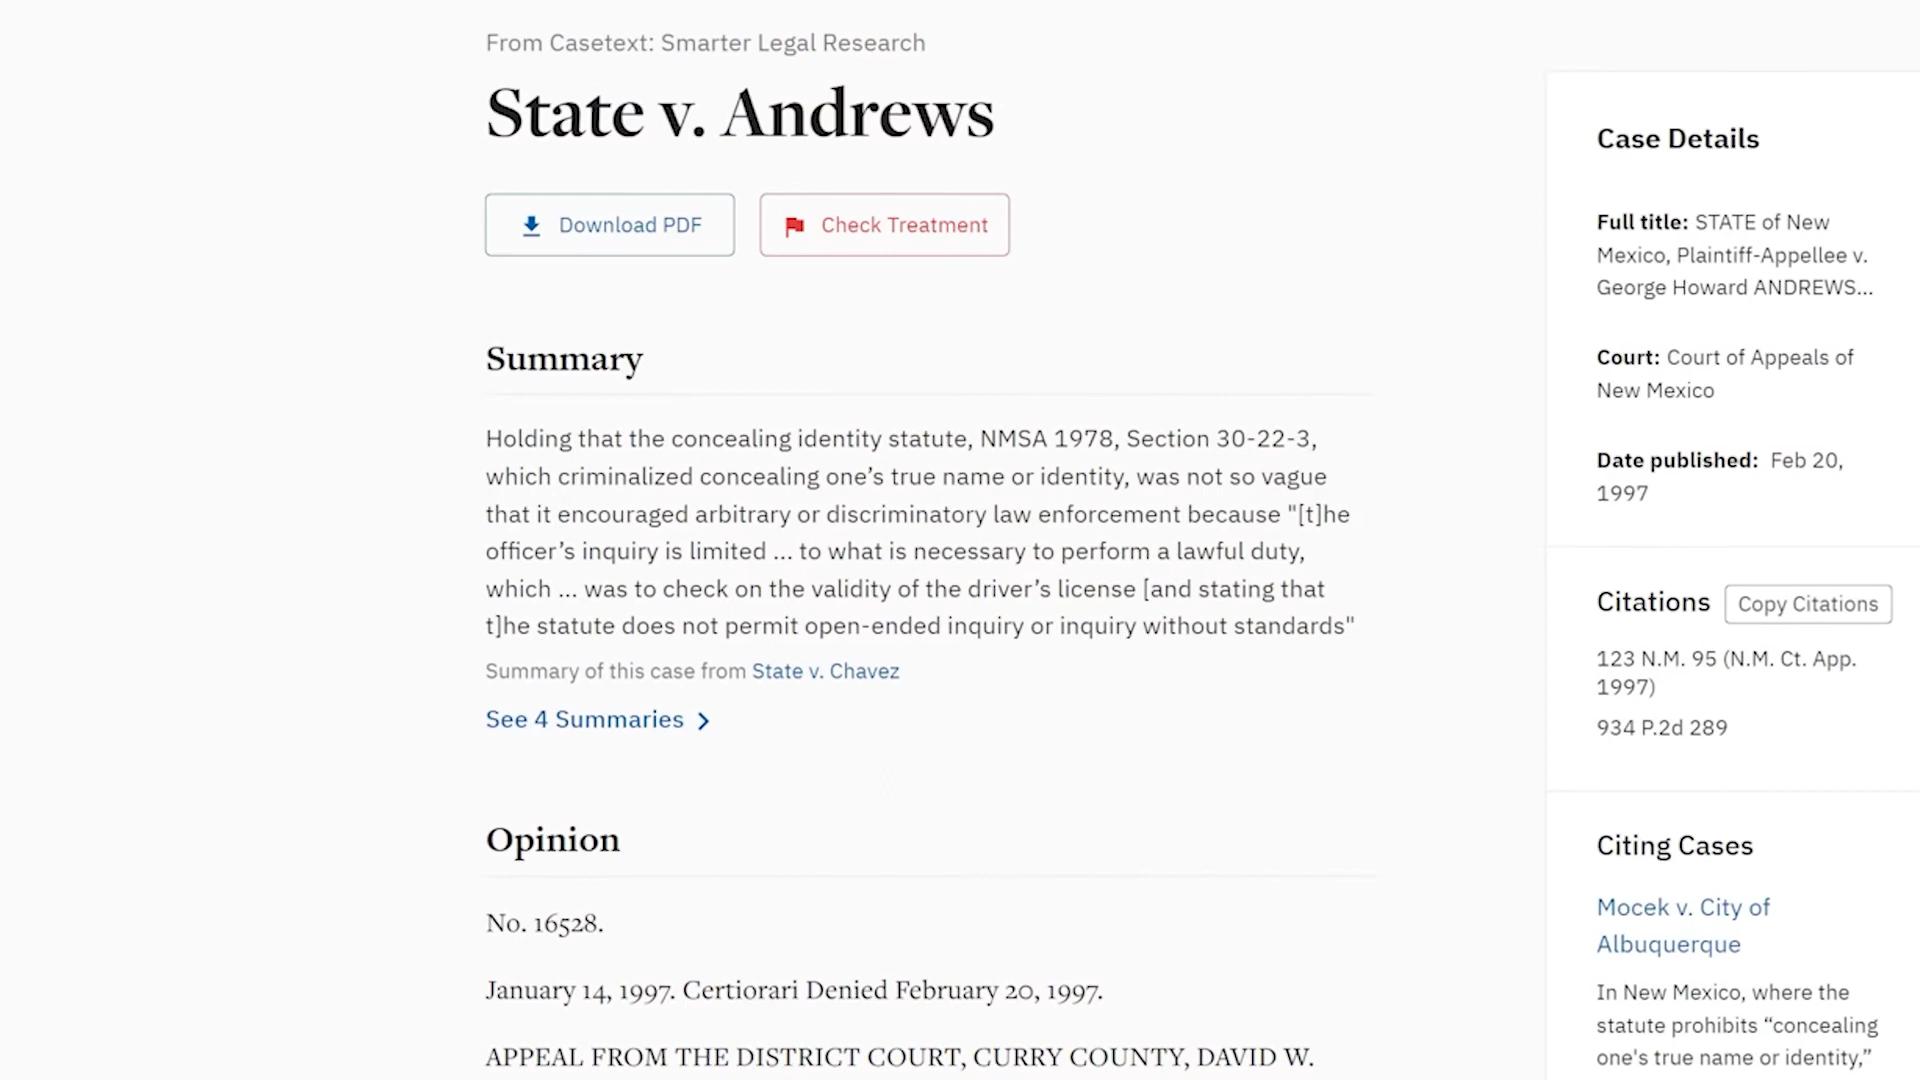 From Casetext: Smarter Legal Research
State v. Andrews
Download PDF
Check Treatment
Summary
Holding that the concealing identity statute, NMSA 1978, Section 30-22-3,
which criminalized concealing one’s true name or identity, was not so vague
that it encouraged arbitrary or discriminatory law enforcement because "[t]he
officer’s inquiry is limited ... to what is necessary to perform a lawful duty,
which ... was to check on the validity of the driver’s license [and stating that
t]he statute does not permit open-ended inquiry or inquiry without standards"
Summary of this case from State v. Chavez
See 4 Summaries
Opinion
No. 16528.
January 14, 1997. Certiorari Denied February 20, 1997.
APPEAL FROM THE DISTRICT COURT, CURRY COUNTY, DAVID W.
Case Details
Full title: STATE of New
Mexico, Plaintiff-Appellee v.
George Howard ANDREWS...
Court: Court of Appeals of
New Mexico
Date published: Feb 20,
1997
Citations
Copy Citations
123 N.M. 95 (N.M. Ct. App.
1997)
934 P.2d 289
Citing Cases
Mocek v. City of
Albuquerque
In New Mexico, where the
statute prohibits “concealing
one's true name or identity,”